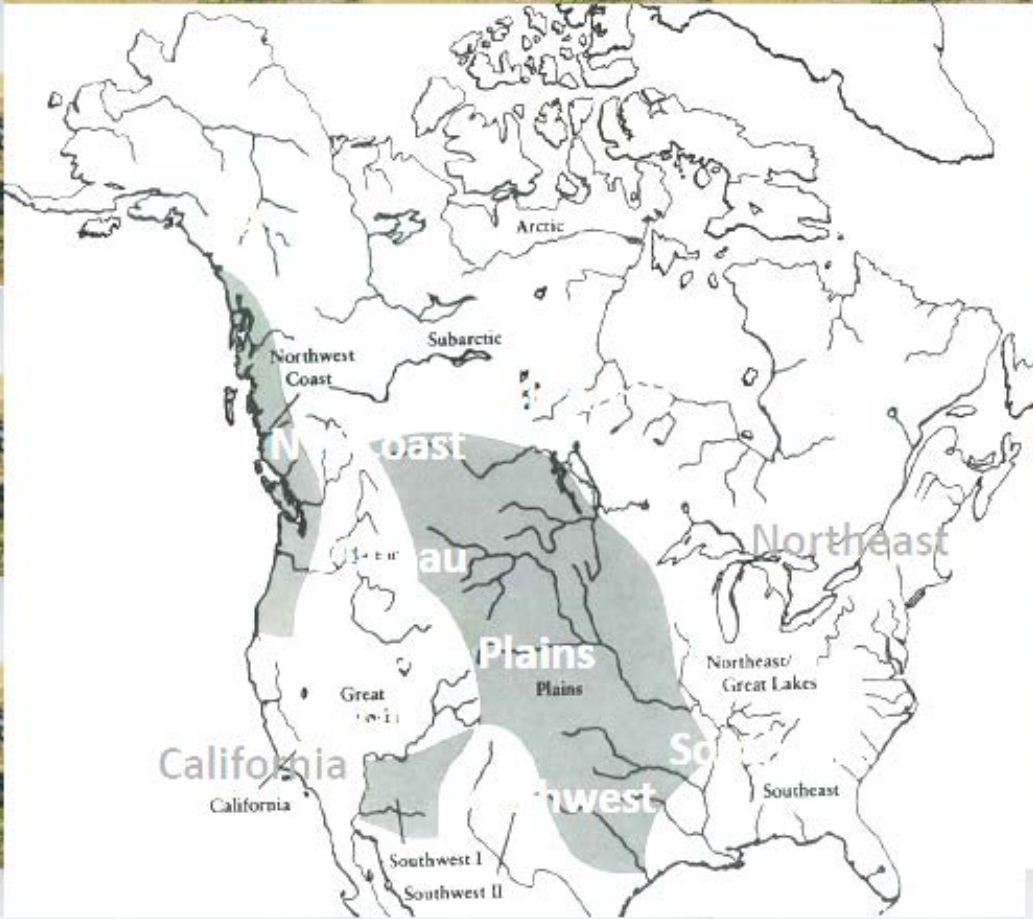 Arctic
Subarctic
Northwest
Coast
Northeast
Plains
Plains
Northeast/
Great Lakes
Great
California
California
Southeast
Southwest I
Southwest II